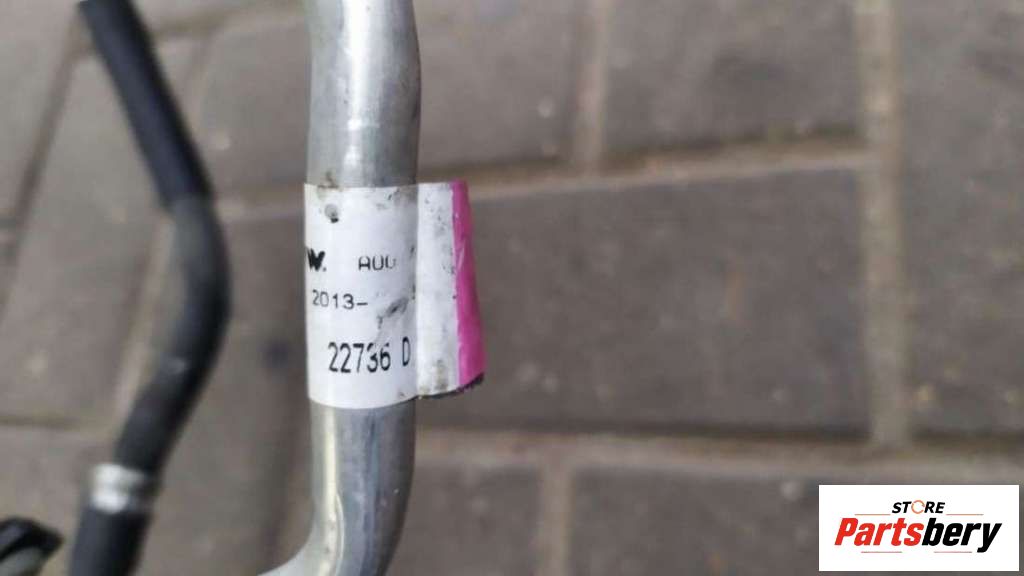 W. AUG
2013-
22736 D
STORE
Partsbery